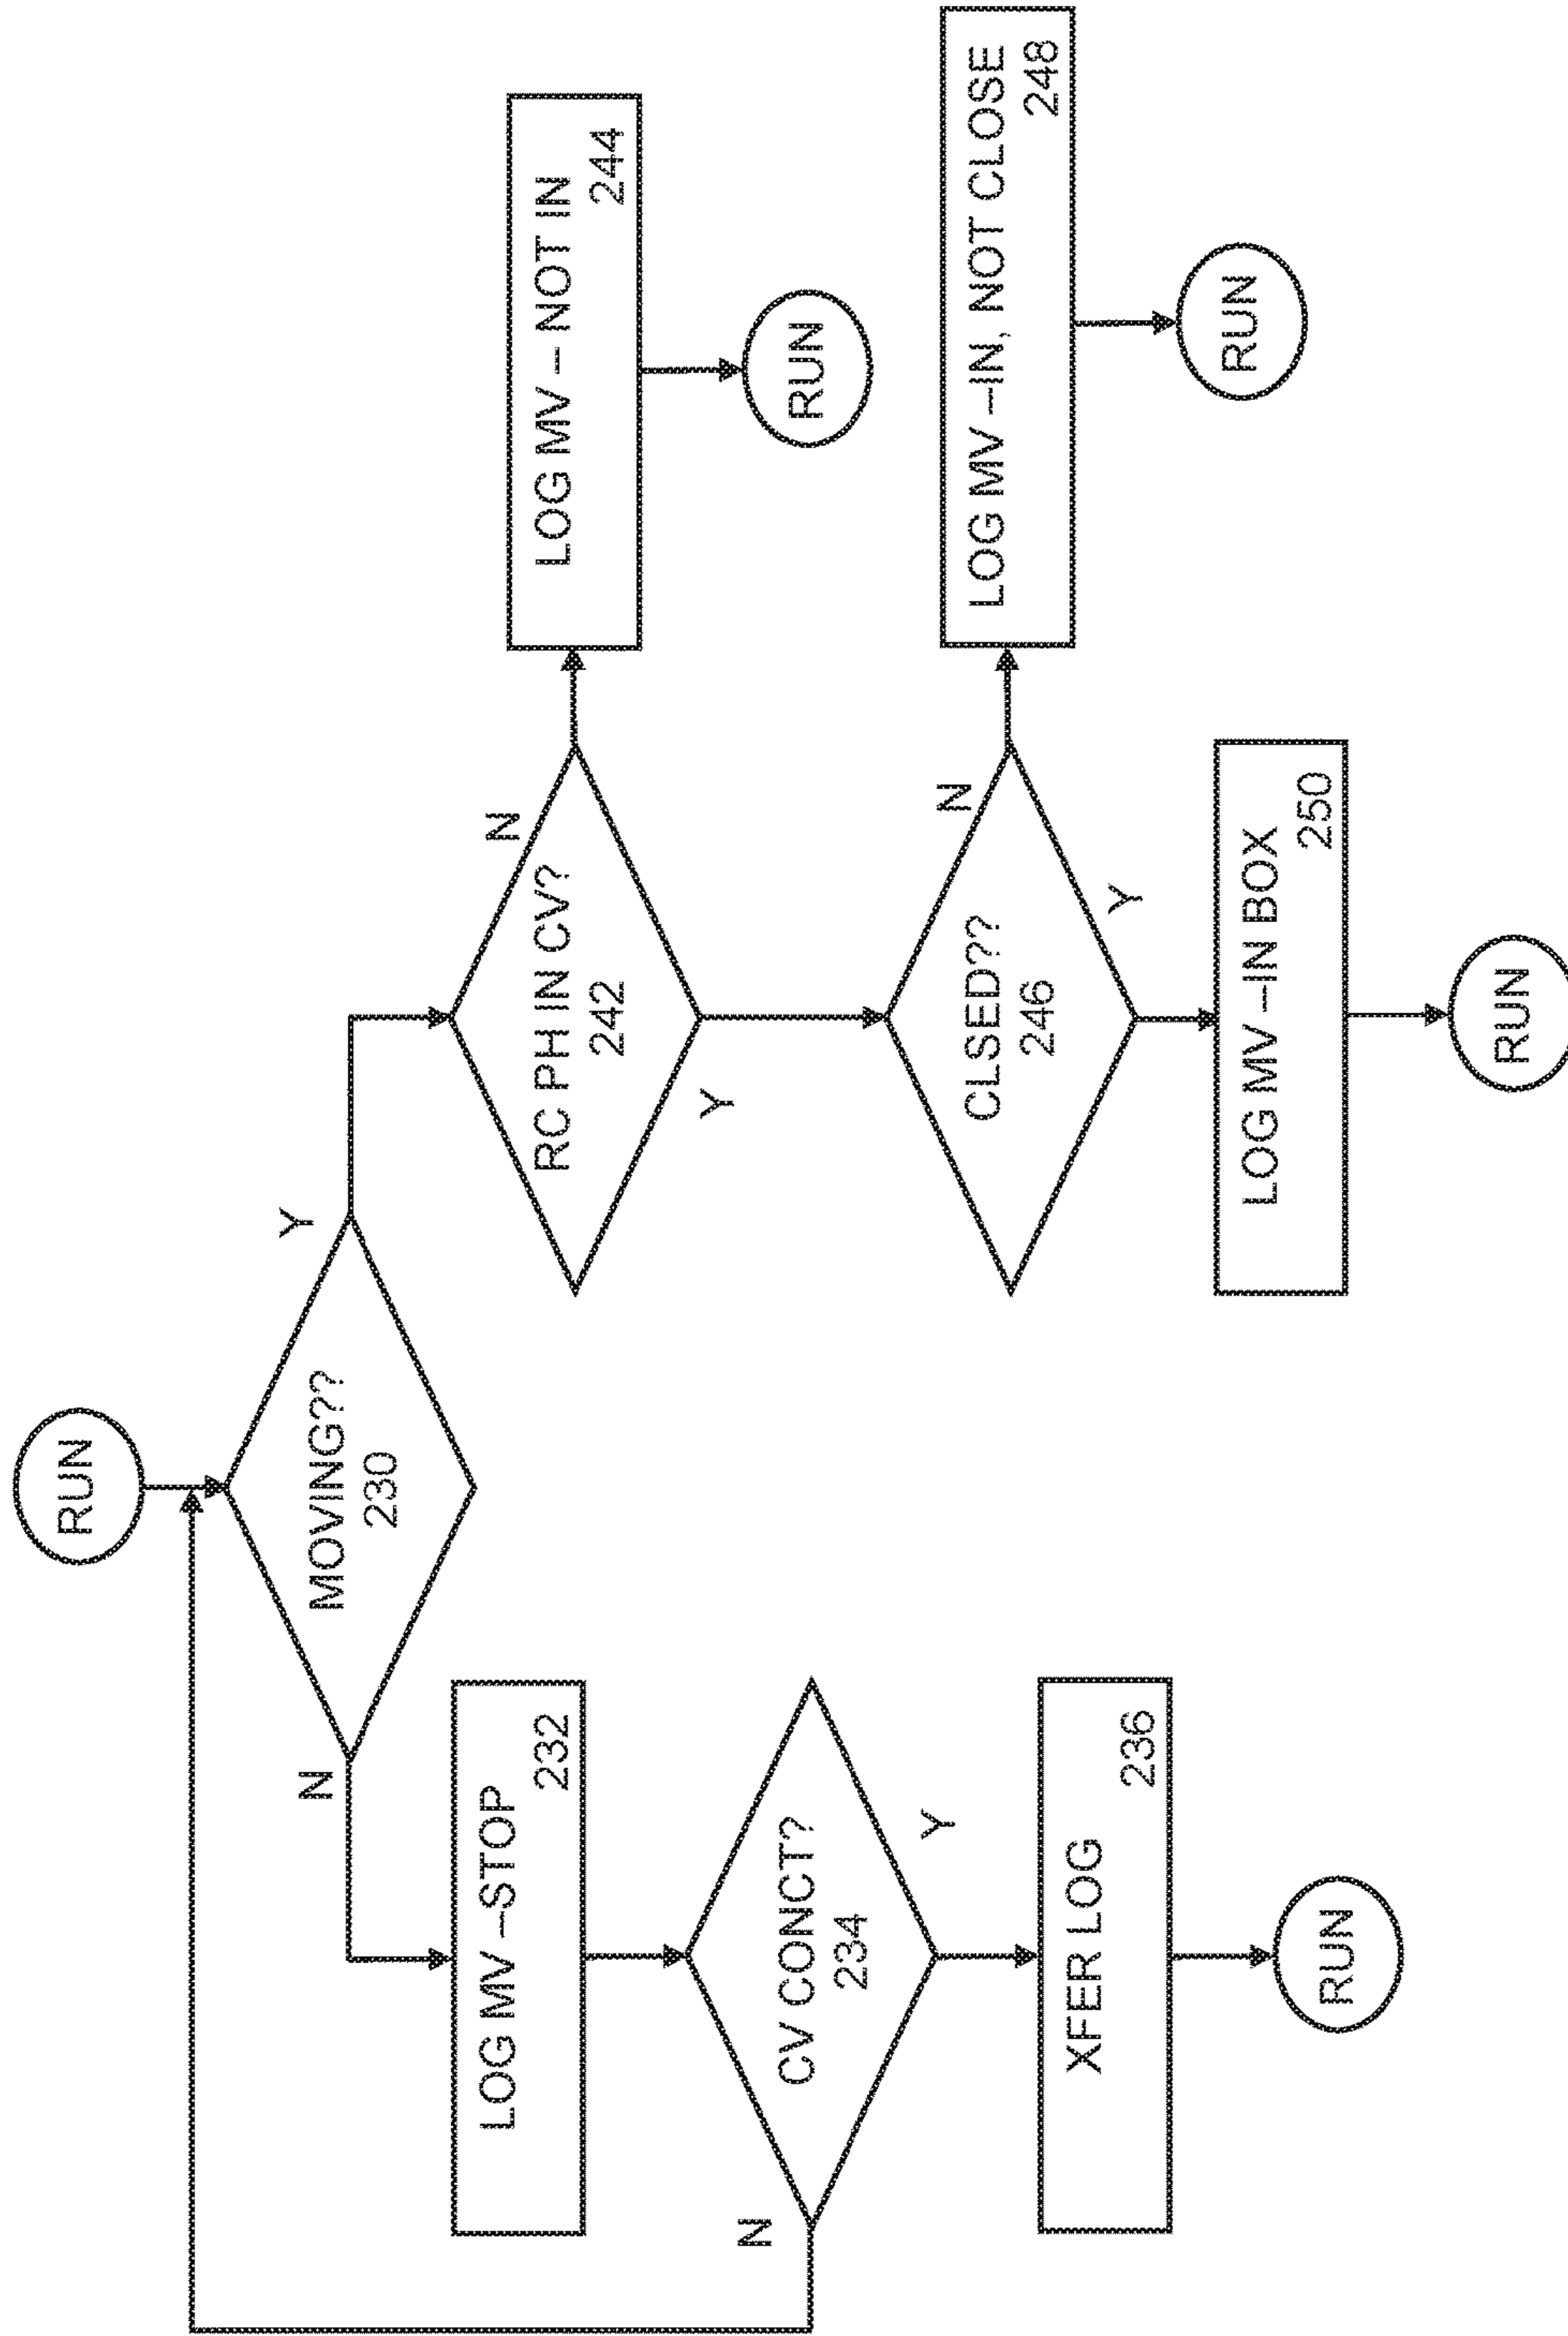 RUN
MOVING??
230
N
Y
LOG MV –STOP
232
CV CONCT?
234
N
Y
XFER LOG
236
RUN
RC PH IN CV?
242
N
Y
LOG MV – NOT IN
244
RUN
CLSED??
246
N
Y
LOG MV –IN, NOT CLOSE
248
RUN
LOG MV –IN BOX
250
RUN